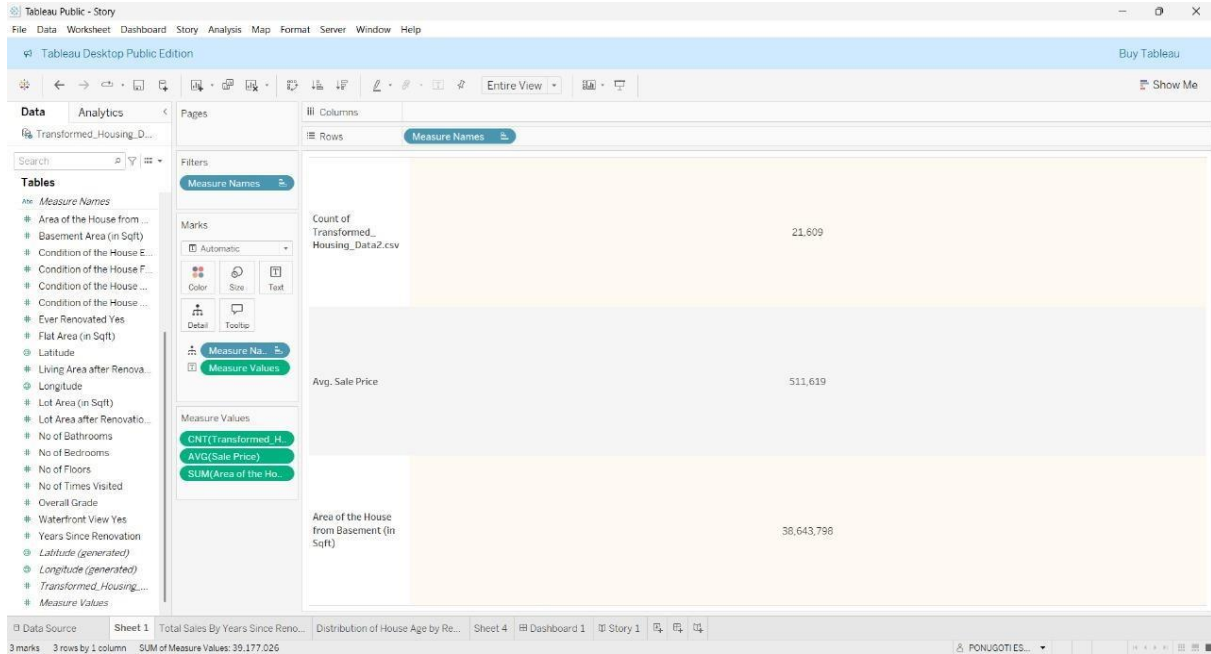 Tableau Public - Story
File Data Worksheet Dashboard Story Analysis Map Format Server Window Help
Tableau Desktop Public Edition
Buy Tableau
Entire View
Show Me
Data Analytics
Pages
Columns
Transformed_Housing_D...
Rows
Measure Names
Search
Filters
Tables
Measure Names
Abc Measure Names
Area of the House from ...
Basement Area (in Sqft)
Condition of the House E...
Condition of the House F...
Condition of the House ...
Condition of the House ...
Ever Renovated Yes
Flat Area (in Sqft)
Latitude
Living Area after Renova...
Longitude
Lot Area (in Sqft)
Lot Area after Renovatio...
No of Bathrooms
No of Bedrooms
No of Floors
No of Times Visited
Overall Grade
Waterfront View Yes
Years Since Renovation
Latitude (generated)
Longitude (generated)
Transformed_Housing_...
Measure Values
Marks
Automatic
Color Size Text
Detail Tooltip
Measure Na..
Measure Values
Measure Values
CNT(Transformed_H..
AVG(Sale Price)
SUM(Area of the Ho..
Count of
Transformed_
Housing_Data2.csv
21,609
Avg. Sale Price
511,619
Area of the House
from Basement (in
Sqft)
38,643,798
Data Source Sheet 1 Total Sales By Years Since Reno... Distribution of House Age by Re... Sheet 4 Dashboard 1 Story 1
3 marks 3 rows by 1 column SUM of Measure Values: 39,177,026
PONUGOTI ES...